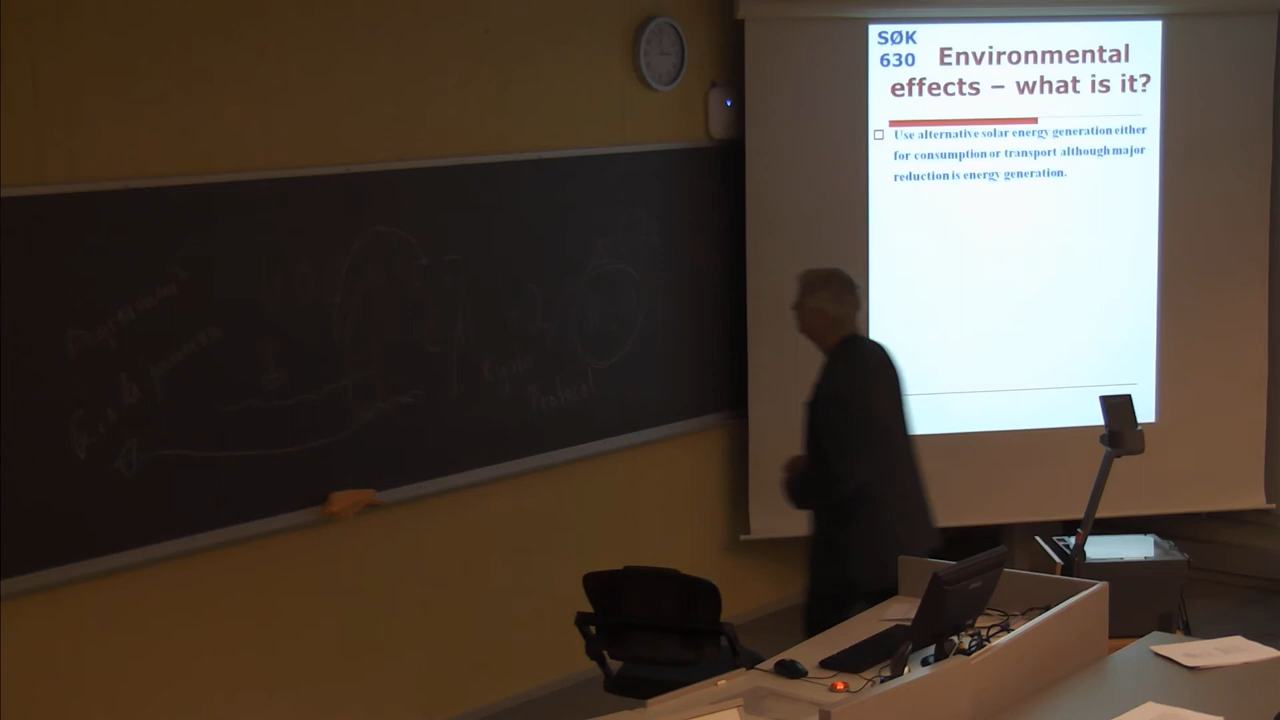 SØK
630
Environmental
effects – what is it?
Use alternative solar energy generation either
for consumption or transport although major
reduction is energy generation.
Protocol